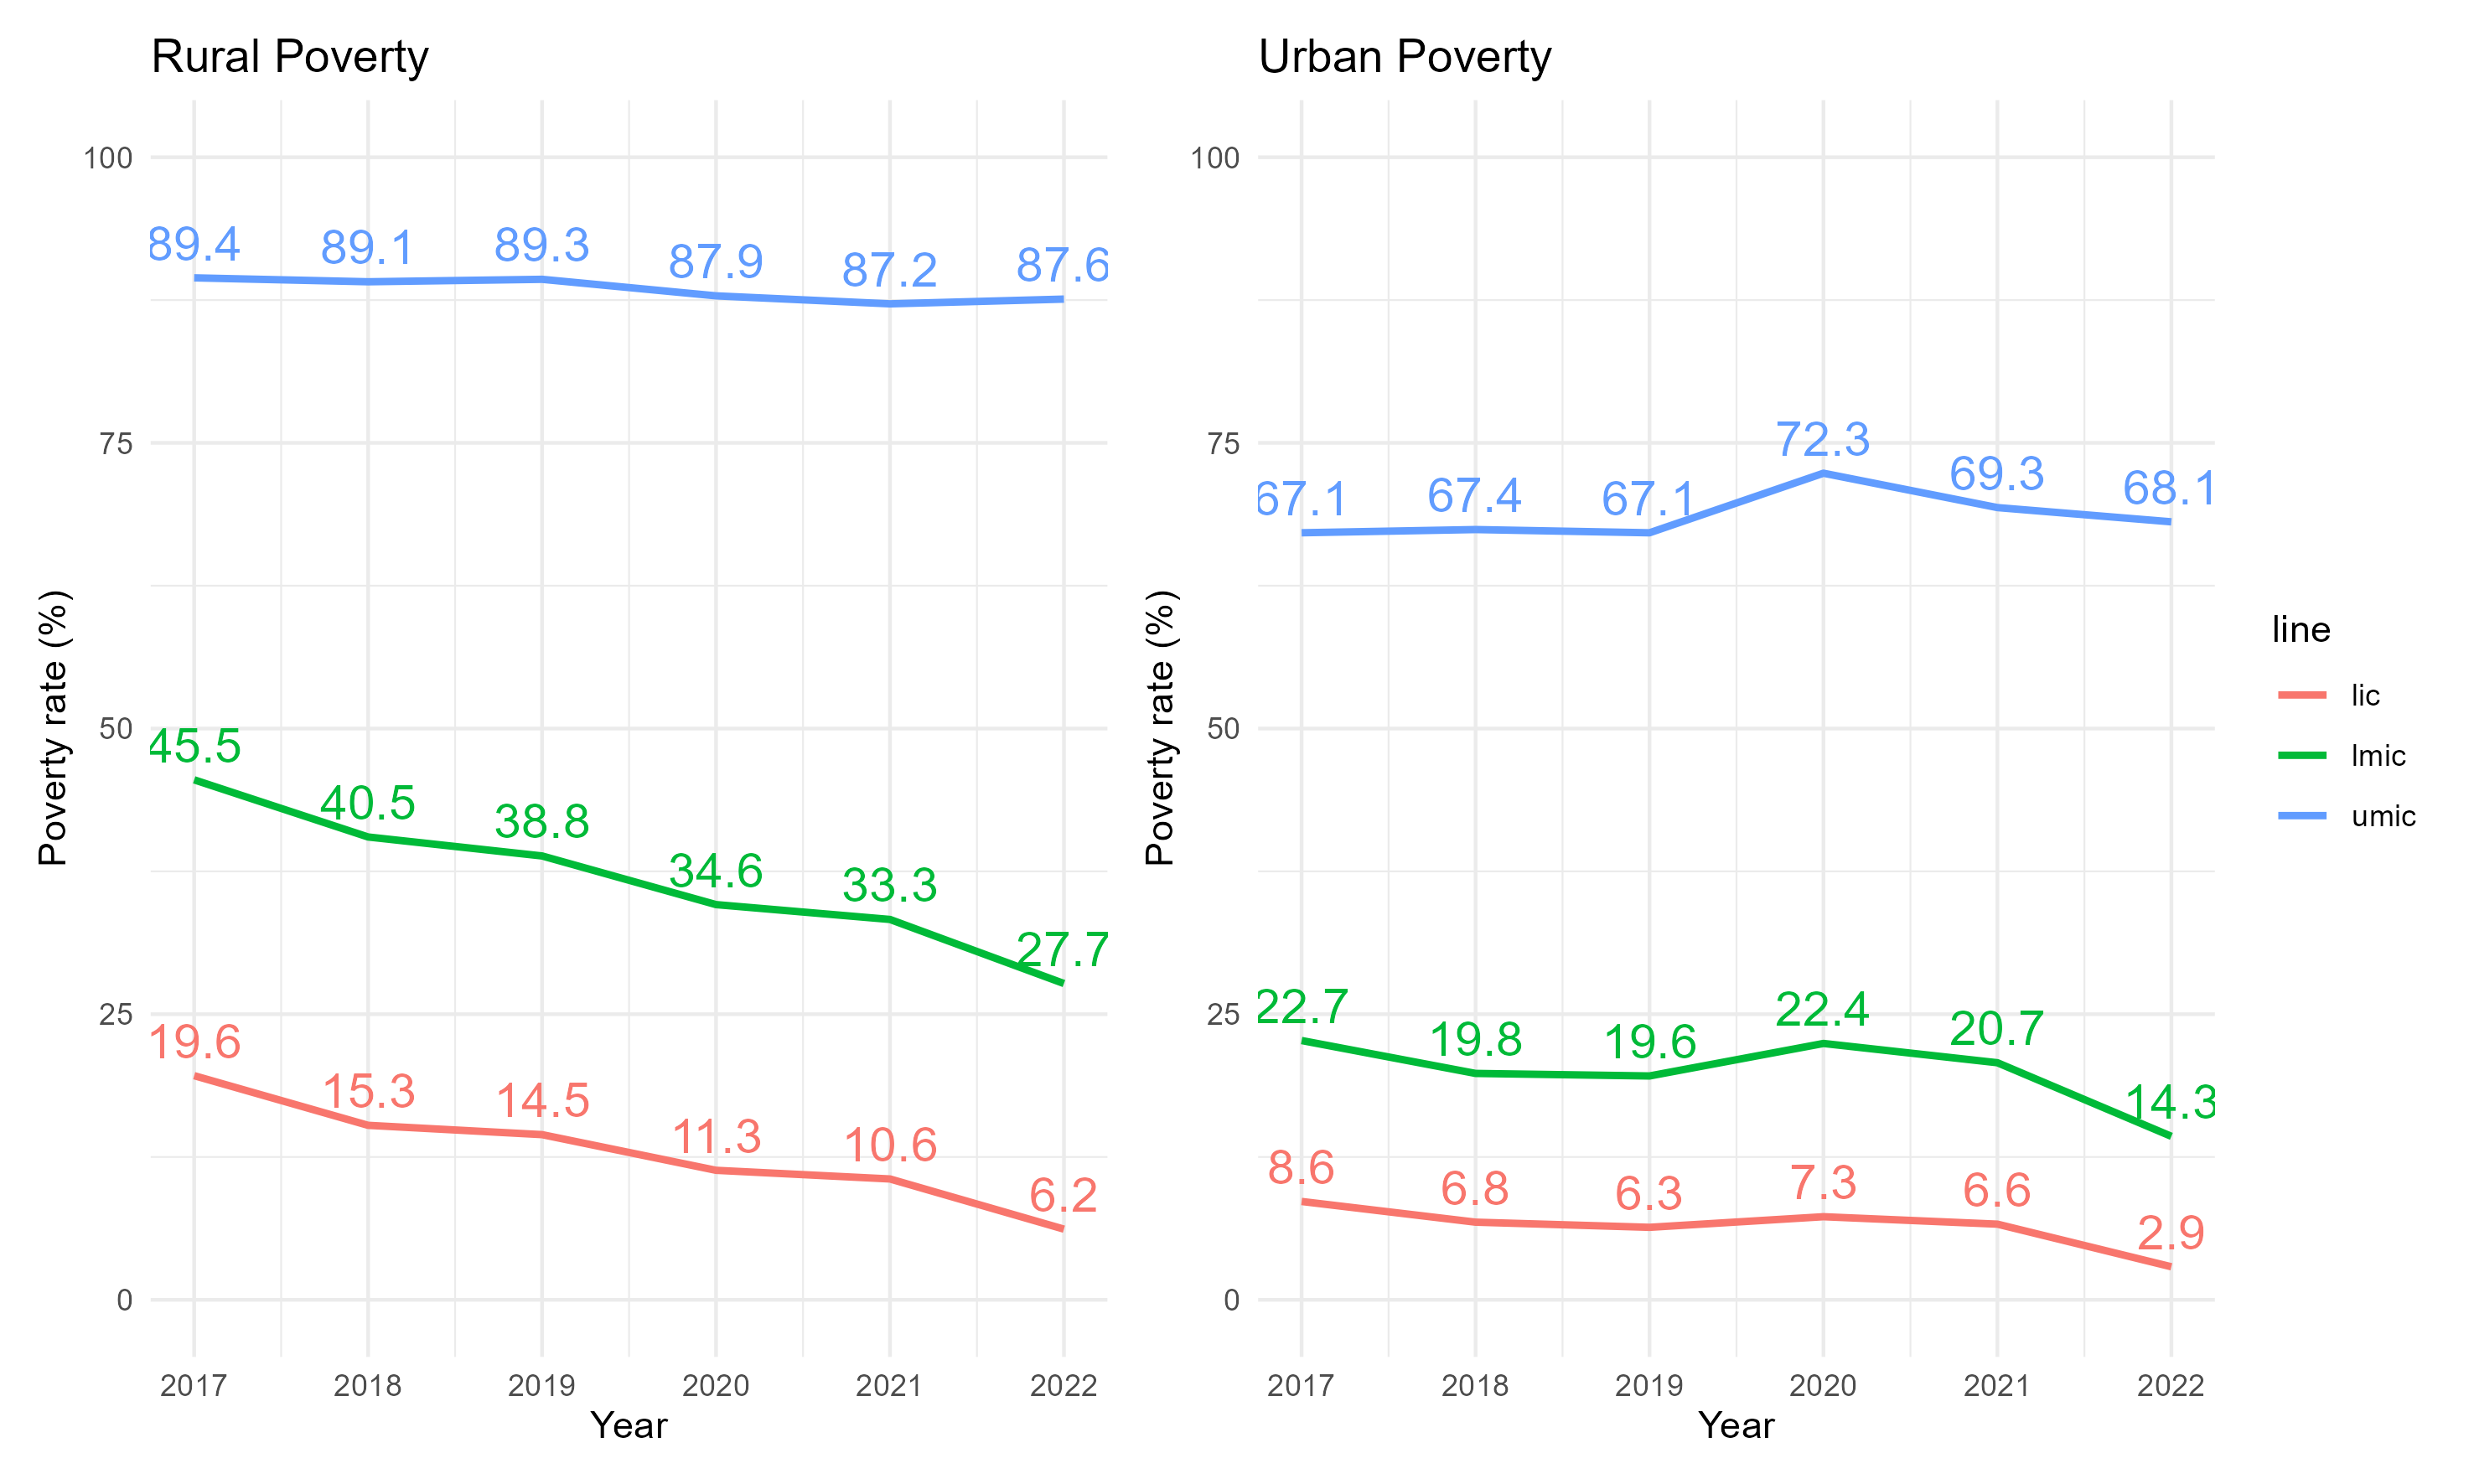 Rural Poverty
100
75
50
25
0
89.4 89.1 89.3 87.9 87.2 87.6
45.5 40.5 38.8 34.6 33.3 27.7
19.6 15.3 14.5 11.3 10.6 6.2
2017 2018 2019 2020 2021 2022
Year
Poverty rate (%)
Urban Poverty
100
75
50
25
0
67.1 67.4 67.1 72.3 69.3 68.1
22.7 19.8 19.6 22.4 20.7 14.3
8.6 6.8 6.3 7.3 6.6 2.9
2017 2018 2019 2020 2021 2022
Year
Poverty rate (%)
line
lic
lmic
umic